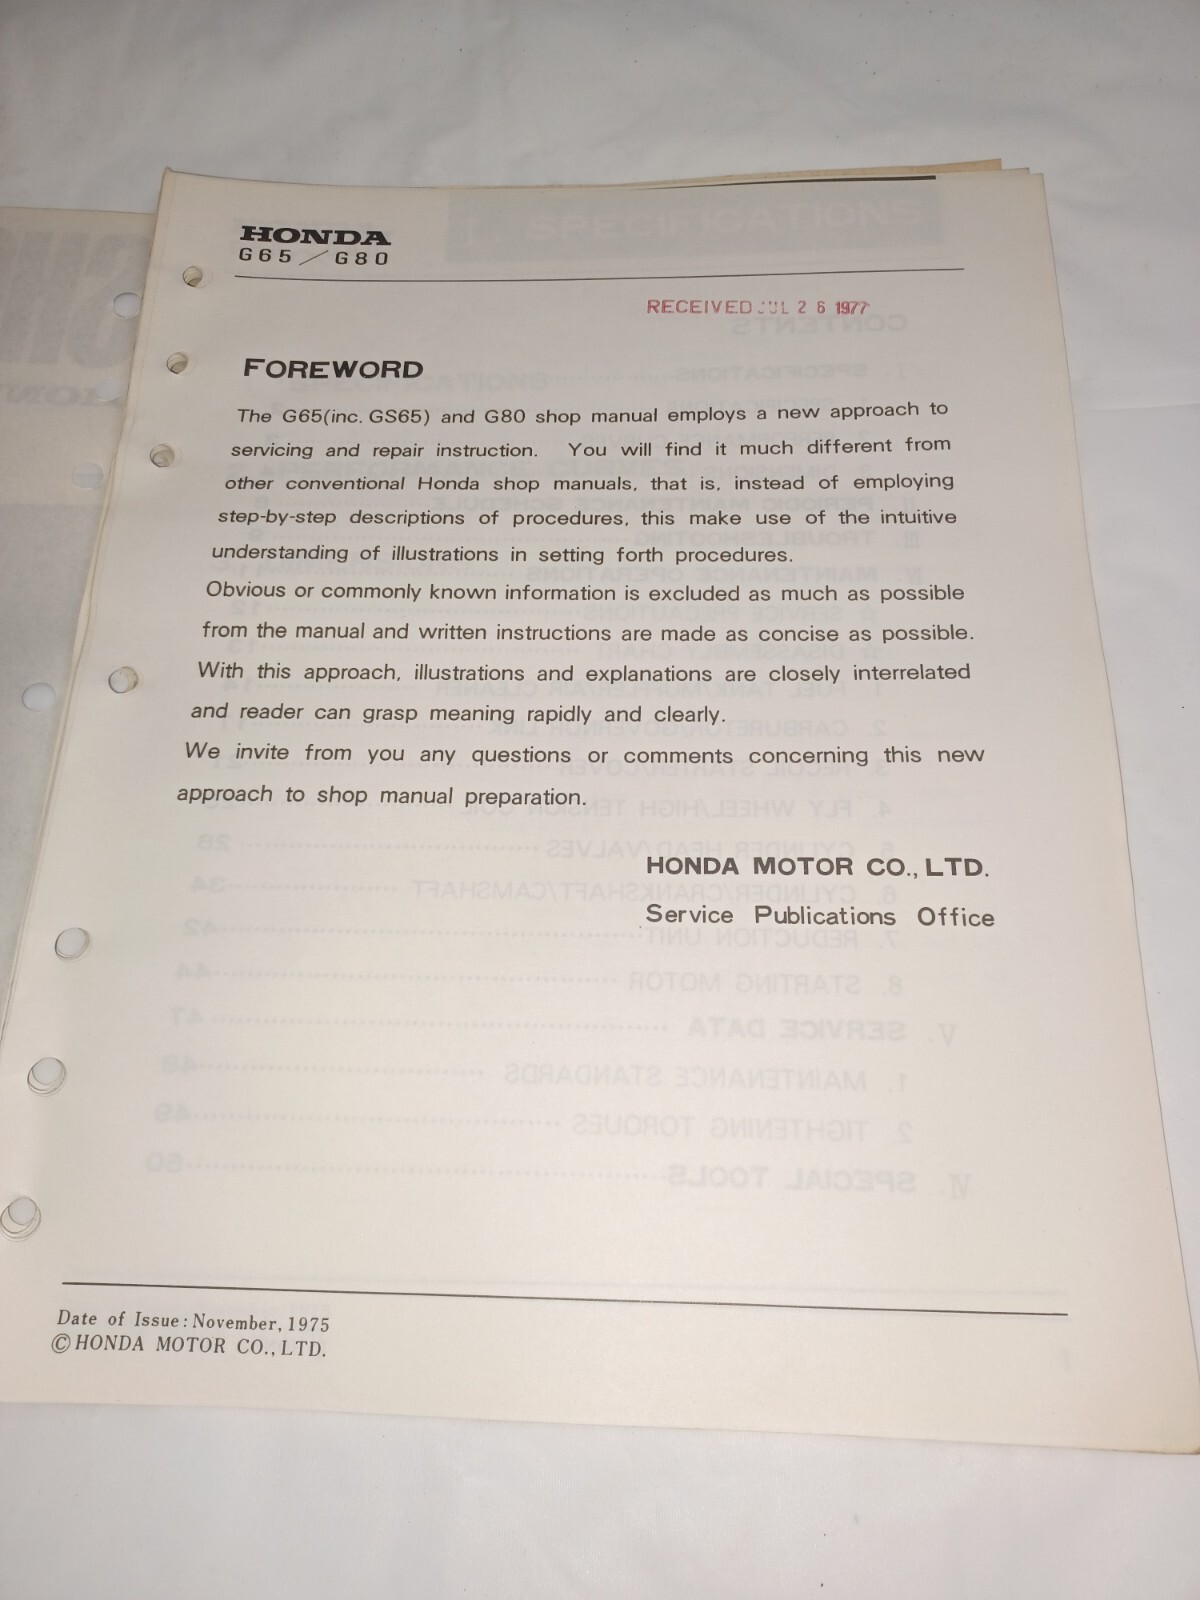 HONDA
G65/G80
RECEIVED JUL 26 1977
FOREWORD
The G65(inc. GS65) and G80 shop manual employs a new approach to
servicing and repair instruction. You will find it much different from
other conventional Honda shop manuals, that is, instead of employing
step-by-step descriptions of procedures, this make use of the intuitive
understanding of illustrations in setting forth procedures.
Obvious or commonly known information is excluded as much as possible
from the manual and written instructions are made as concise as possible.
With this approach, illustrations and explanations are closely interrelated
and reader can grasp meaning rapidly and clearly.
We invite from you any questions or comments concerning this new
approach to shop manual preparation.
HONDA MOTOR CO., LTD.
Service Publications Office
Date of Issue: November, 1975
© HONDA MOTOR CO., LTD.